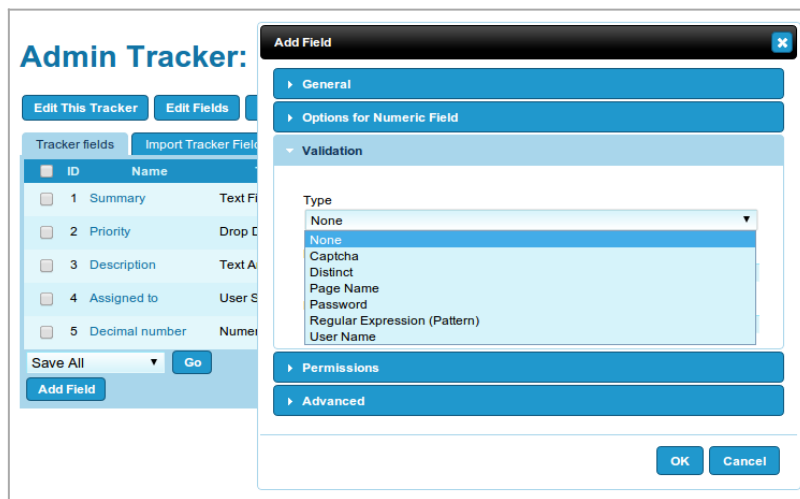 Admin Tracker:
Edit This Tracker
Edit Fields
Tracker fields
Import Tracker
ID Name
1 Summary Text
2 Priority Drop
3 Description Text
4 Assigned to User
5 Decimal number
Save All
Go
Add Field
Add Field
General
Options for Numeric Field
Validation
Type
None
None
Captcha
Distinct
Page Name
Password
Regular Expression (Pattern)
User Name
Permissions
Advanced
OK
Cancel